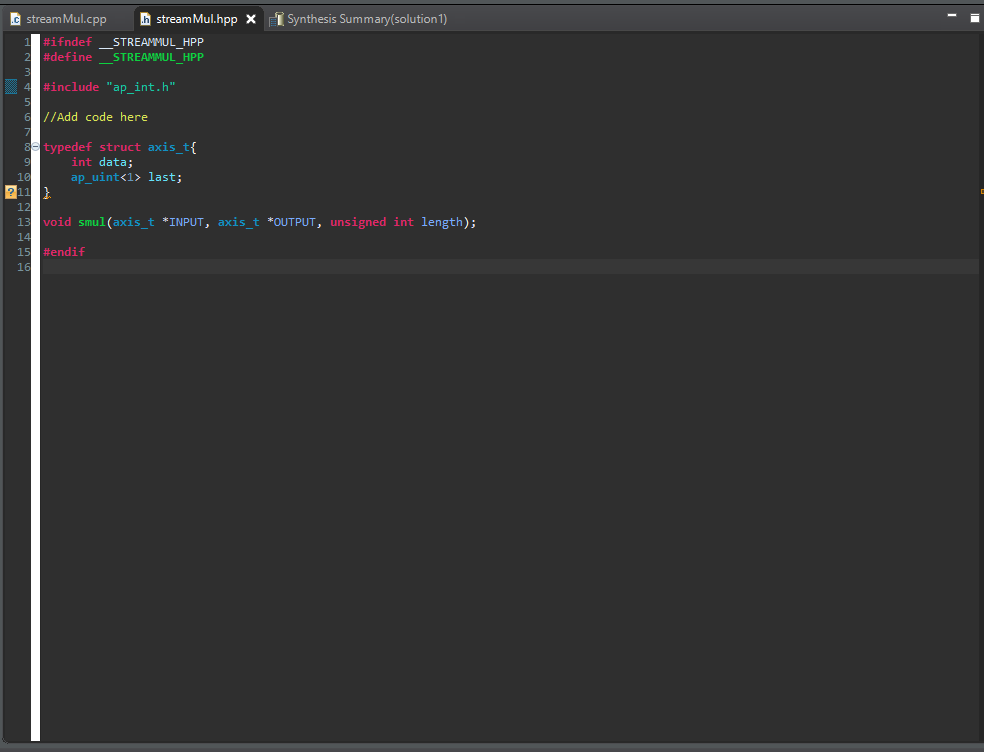 streamMul.cpp
streamMul.hpp
Synthesis Summary(solution1)
1 #ifndef __STREAMMUL_HPP
2 #define __STREAMMUL_HPP
3
4 #include "ap_int.h"
5
6 //Add code here
7
8 typedef struct axis_t{
9     int data;
10     ap_uint<1> last;
11 }
12
13 void smul(axis_t *INPUT, axis_t *OUTPUT, unsigned int length);
14
15 #endif
16